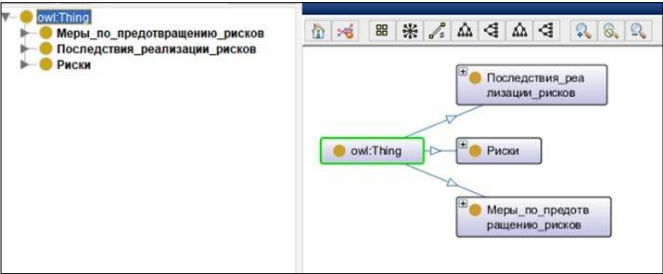 owl:Thing
Меры_по_предотвращению_рисков
Последствия_реализации_рисков
Риски
Последствия_реа
лизации_рисков
owl:Thing
Риски
Меры_по_предотв
ращению_рисков